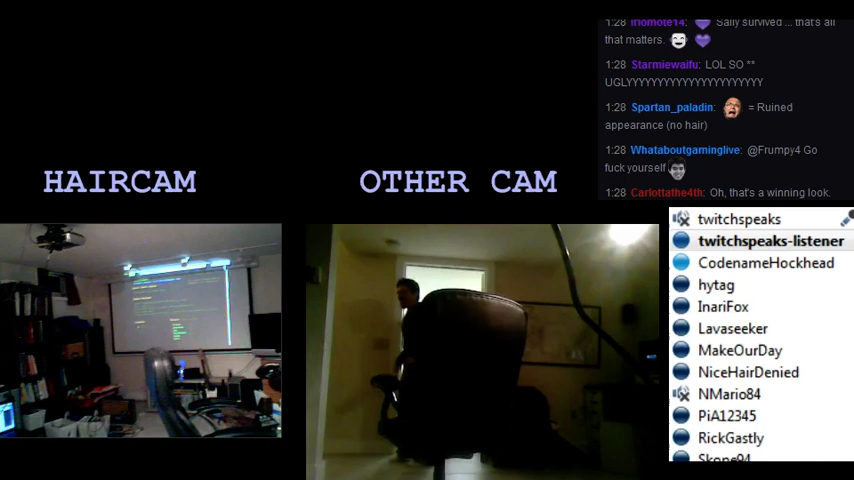 HAIRCAM
OTHER CAM
1:28 Iriomote14: Sally survived ... that's all
that matters.
1:28 Starmiewaifu: LOL SO **
UGLYYYYYYYYYYYYYYYYYYYYY
1:28 Spartan_paladin: = Ruined
appearance (no hair)
1:28 Whataboutgaminglive: @Frumpy4 Go
fuck yourself
1:28 Carlottathe4th: Oh, that's a winning look.
twitchspeaks
twitchspeaks-listener
CodenameHockhead
hytag
InariFox
Lavaseeker
MakeOurDay
NiceHairDenied
NMario84
PiA12345
RickGastly
Skone94